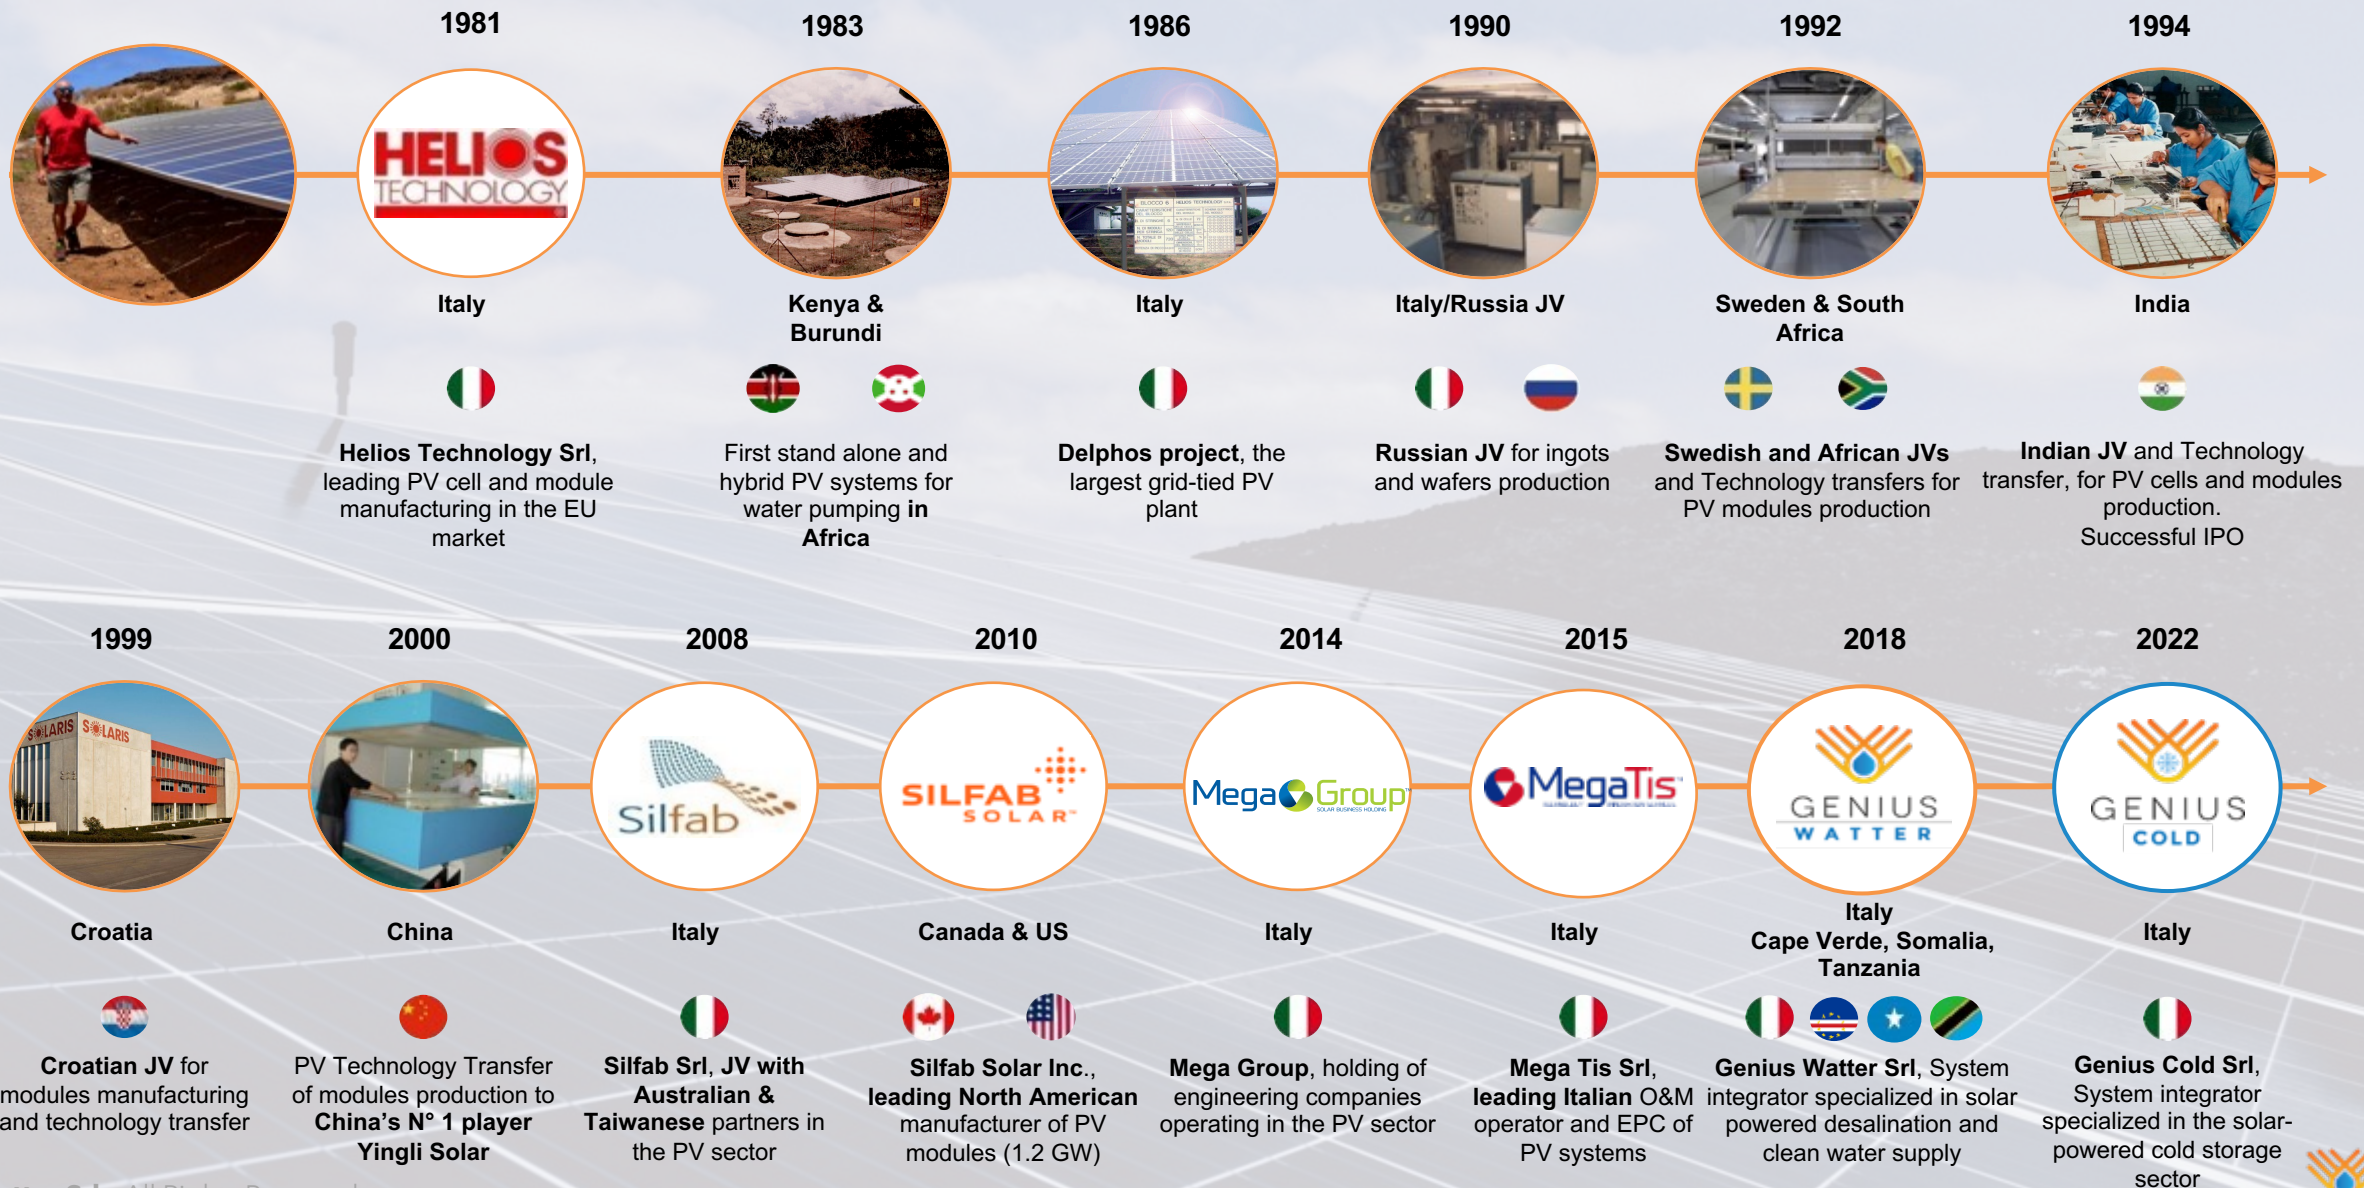 1981
1983
1986
1990
1992
1994
HELIOS
TECHNOLOGY
BLOCCO B
HELIOS TECHNOLOGY
Italy
Kenya &
Burundi
Italy
Italy/Russia JV
Sweden & South
Africa
India
Helios Technology Srl,
leading PV cell and module
manufacturing in the EU
market
First stand alone and
hybrid PV systems for
water pumping in
Africa
Delphos project, the
largest grid-tied PV
plant
Russian JV for ingots
and wafers production
Swedish and African JVs
and Technology transfers for
PV modules production
Indian JV and Technology
transfer, for PV cells and modules
production.
Successful IPO
1999
2000
2008
2010
2014
2015
2018
2022
SOLARIS
SOLARIS
Silfab
SILFAB
SOLAR
Mega Group
SOLAR BUSINESS HOLDING
MegaTis
GENIUS
WATTER
GENIUS
COLD
Croatia
China
Italy
Canada & US
Italy
Italy
Italy
Cape Verde, Somalia,
Tanzania
Italy
Croatian JV for
modules manufacturing
and technology transfer
PV Technology Transfer
of modules production to
China's N° 1 player
Yingli Solar
Silfab Srl, JV with
Australian &
Taiwanese partners in
the PV sector
Silfab Solar Inc.,
leading North American
manufacturer of PV
modules (1.2 GW)
Mega Group, holding of
engineering companies
operating in the PV sector
Mega Tis Srl,
leading Italian O&M
operator and EPC of
PV systems
Genius Watter Srl, System
integrator specialized in solar
powered desalination and
clean water supply
Genius Cold Srl,
System integrator
specialized in the solar-
powered cold storage
sector